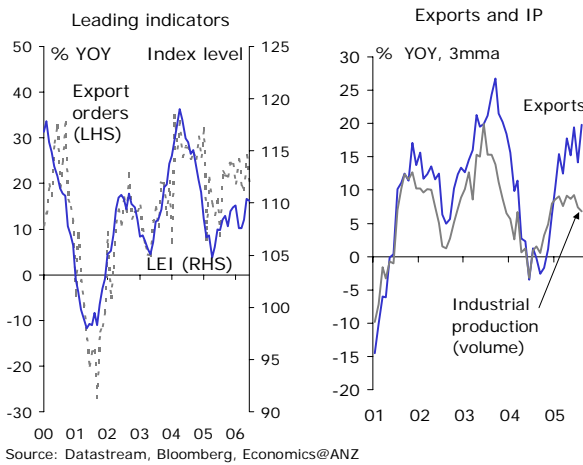 Leading indicators
% YOY Index level
Export
orders
(LHS)
LEI (RHS)
50
40
30
20
10
0
-10
-20
-30
125
120
115
110
105
100
95
90
00 01 02 03 04 05 06
Exports and IP
% YOY, 3mma
Exports
Industrial
production
(volume)
30
25
20
15
10
5
0
-5
-10
-15
-20
01 02 03 04 05
Source: Datastream, Bloomberg, Economics@ANZ